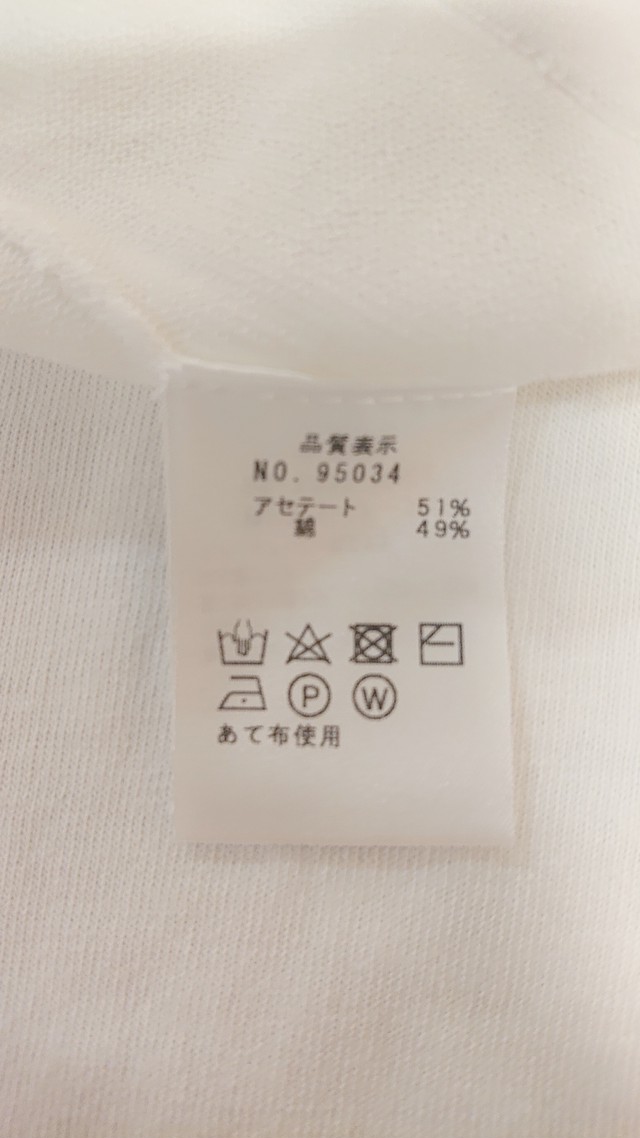 品質表示
NO. 95034
アセテート 51%
綿 49%
P W
あて布使用